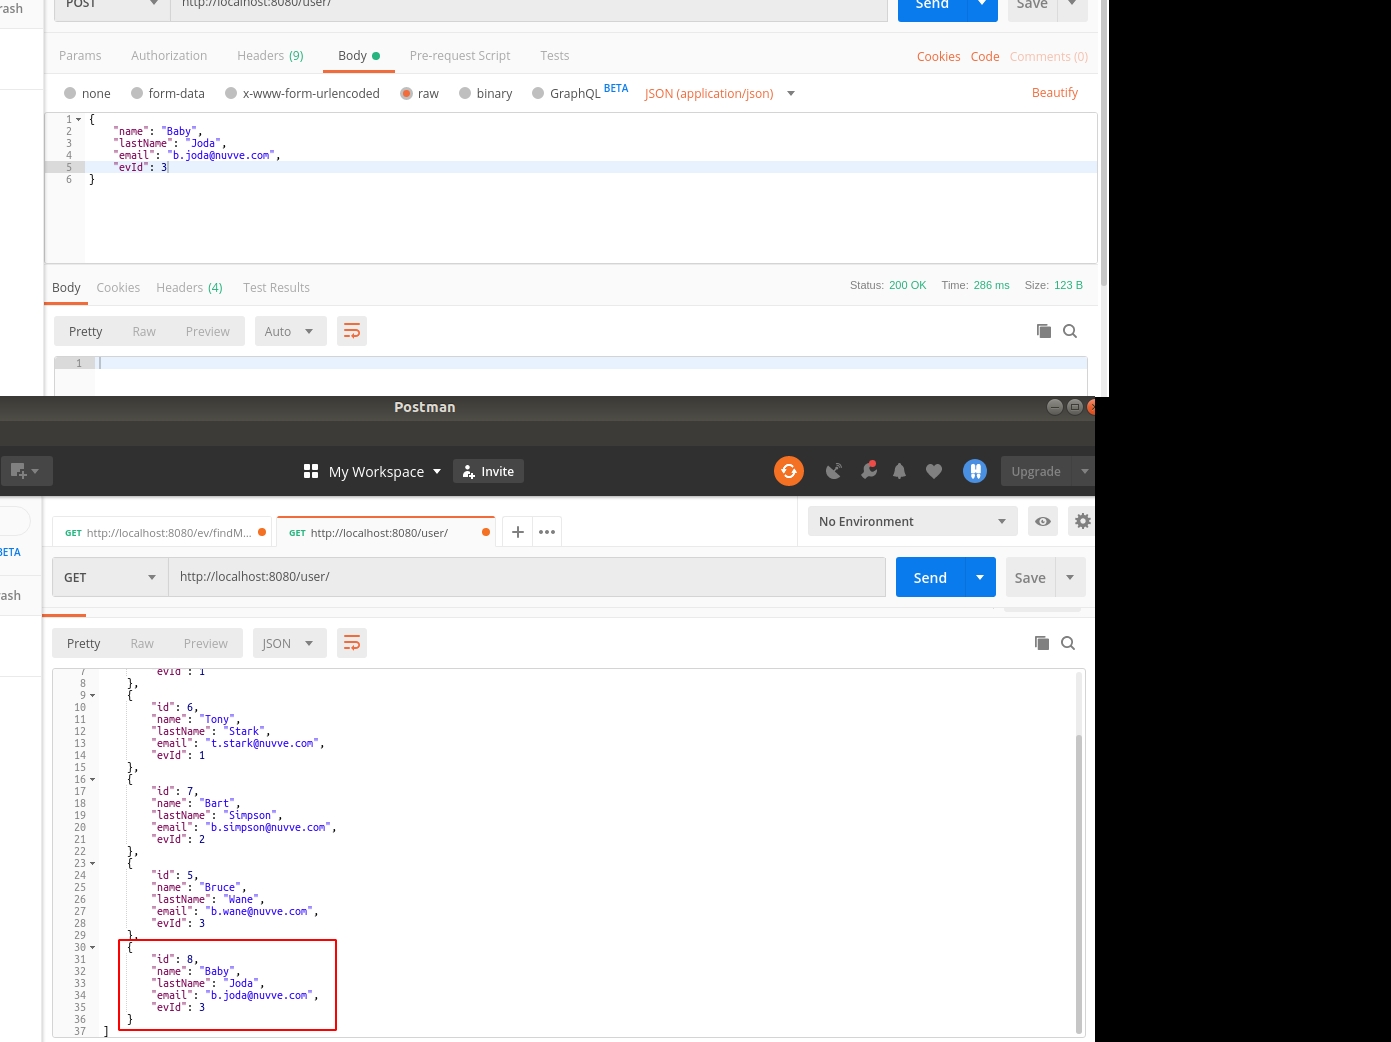 rash
POST
http://localhost:8080/user/
Send
Save
Params Authorization Headers (9) Body Pre-request Script Tests
Cookies Code Comments (0)
none form-data x-www-form-urlencoded raw binary GraphQL BETA JSON (application/json)
Beautify
1 {
2 "name": "Baby",
3 "lastName": "Joda",
4 "email": "b.joda@nuvve.com",
5 "evId": 3
6 }
Body Cookies Headers (4) Test Results
Status: 200 OK Time: 286 ms Size: 123 B
Pretty Raw Preview Auto
1
Postman
My Workspace Invite
Upgrade
GET http://localhost:8080/ev/findM...
GET http://localhost:8080/user/
No Environment
BETA
GET http://localhost:8080/user/ Send Save
ash
Pretty Raw Preview JSON
7 "evId": 1
8 },
9 {
10 "id": 6,
11 "name": "Tony",
12 "lastName": "Stark",
13 "email": "t.stark@nuvve.com",
14 "evId": 1
15 },
16 {
17 "id": 7,
18 "name": "Bart",
19 "lastName": "Simpson",
20 "email": "b.simpson@nuvve.com",
21 "evId": 2
22 },
23 {
24 "id": 5,
25 "name": "Bruce",
26 "lastName": "Wane",
27 "email": "b.wane@nuvve.com",
28 "evId": 3
29 },
30 {
31 "id": 8,
32 "name": "Baby",
33 "lastName": "Joda",
34 "email": "b.joda@nuvve.com",
35 "evId": 3
36 }
37 ]